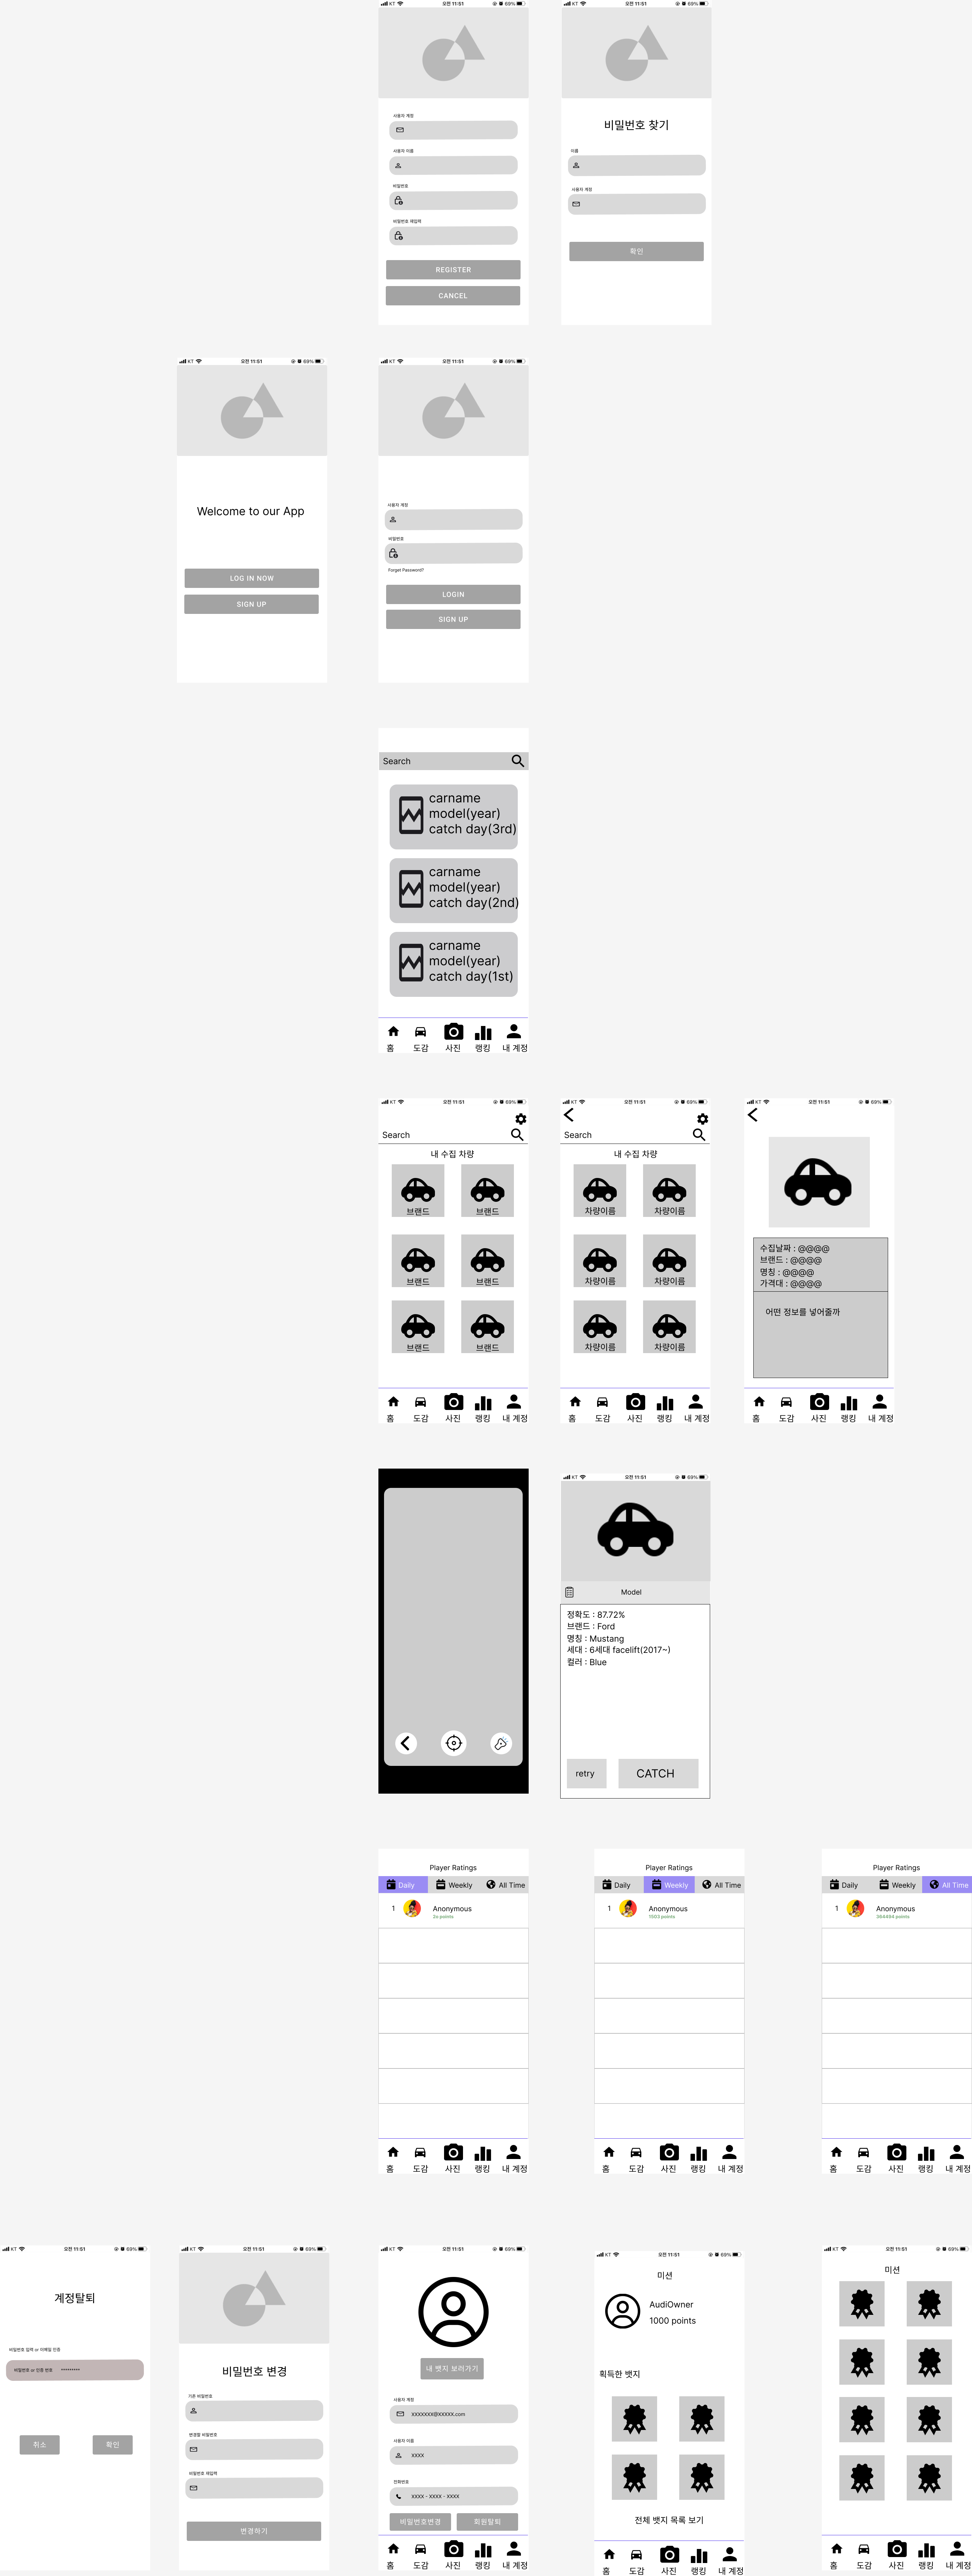 KT
오전 11:51
69%
사용자 계정
사용자 이름
비밀번호
비밀번호 재입력
REGISTER
CANCEL
KT
오전 11:51
69%
비밀번호 찾기
이름
사용자 계정
확인
KT
오전 11:51
69%
Welcome to our App
LOG IN NOW
SIGN UP
KT
오전 11:51
69%
사용자 계정
비밀번호
Forget Password?
LOGIN
SIGN UP
Search
carname
model(year)
catch day(3rd)
carname
model(year)
catch day(2nd)
carname
model(year)
catch day(1st)
홈 도감 사진 랭킹 내 계정
KT
오전 11:51
69%
Search
내 수집 차량
브랜드 브랜드
브랜드 브랜드
브랜드 브랜드
홈 도감 사진 랭킹 내 계정
KT
오전 11:51
69%
Search
내 수집 차량
차량이름 차량이름
차량이름 차량이름
차량이름 차량이름
홈 도감 사진 랭킹 내 계정
KT
오전 11:51
69%
수집날짜 : @@@@
브랜드 : @@@@
명칭 : @@@@
가격대 : @@@@
어떤 정보를 넣어줄까
홈 도감 사진 랭킹 내 계정
KT
오전 11:51
69%
Model
정확도 : 87.72%
브랜드 : Ford
명칭 : Mustang
세대 : 6세대 facelift(2017~)
컬러 : Blue
retry
CATCH
Player Ratings
Daily Weekly All Time
1 Anonymous
2o points
홈 도감 사진 랭킹 내 계정
Player Ratings
Daily Weekly All Time
1 Anonymous
1503 points
홈 도감 사진 랭킹 내 계정
Player Ratings
Daily Weekly All Time
1 Anonymous
364494 points
홈 도감 사진 랭킹 내 계정
KT
오전 11:51
69%
계정탈퇴
비밀번호 입력 or 이메일 인증
비밀번호 or 인증 번호 *********
취소
확인
KT
오전 11:51
69%
비밀번호 변경
기존 비밀번호
변경할 비밀번호
비밀번호 재입력
변경하기
KT
오전 11:51
69%
내 뱃지 보러가기
사용자 계정
XXXXXXX@XXXXX.com
사용자 이름
XXXX
전화번호
XXXX - XXXX - XXXX
비밀번호변경
회원탈퇴
홈 도감 사진 랭킹 내 계정
KT
오전 11:51
69%
미션
AudiOwner
1000 points
획득한 뱃지
전체 뱃지 목록 보기
홈 도감 사진 랭킹 내 계정
KT
오전 11:51
69%
미션
홈 도감 사진 랭킹 내 계정